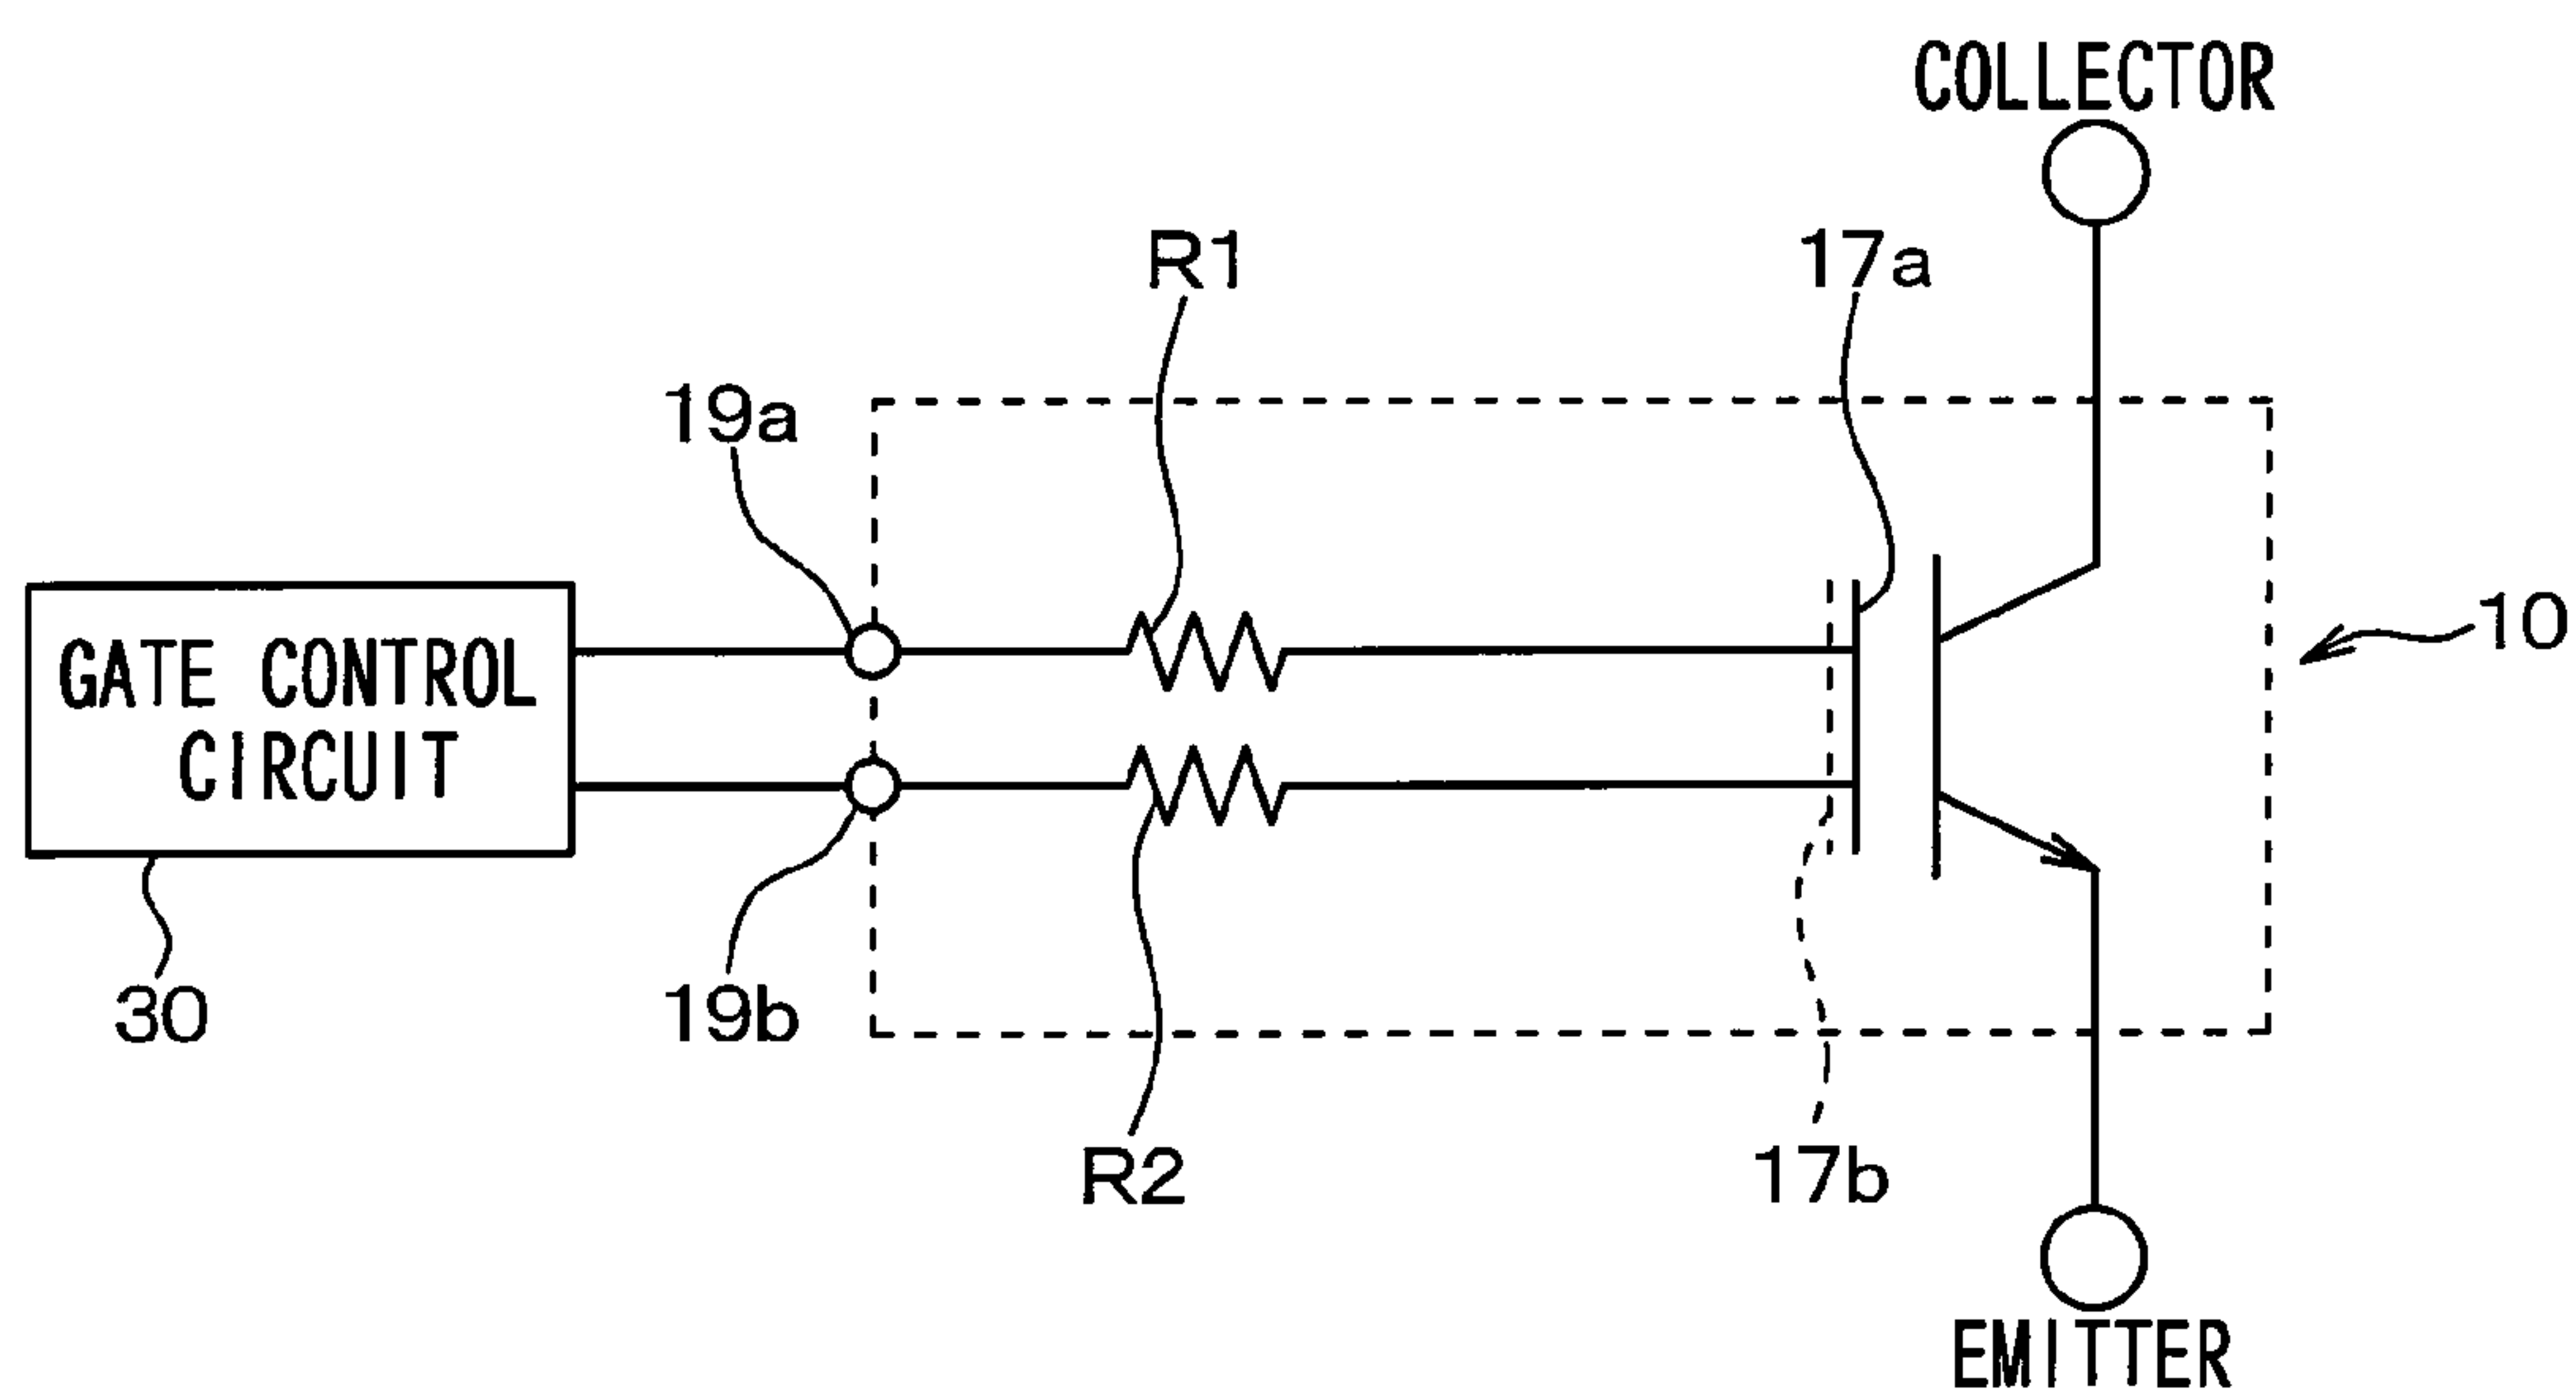 COLLECTOR
R1
17a
19a
10
GATE CONTROL
CIRCUIT
30
19b
R2
17b
EMITTER